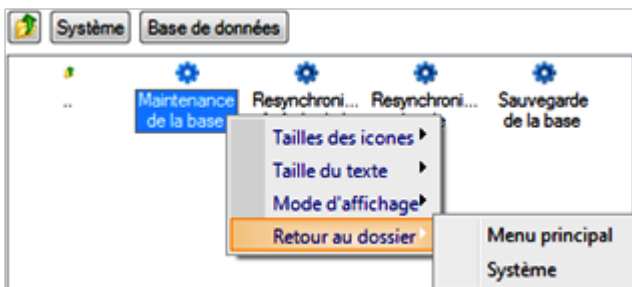 Système Base de données
.. Maintenance Resynchroni... Resynchroni... Sauvegarde
de la base de la base
Tailles des icones
Taille du texte
Mode d'affichage
Retour au dossier Menu principal
Système